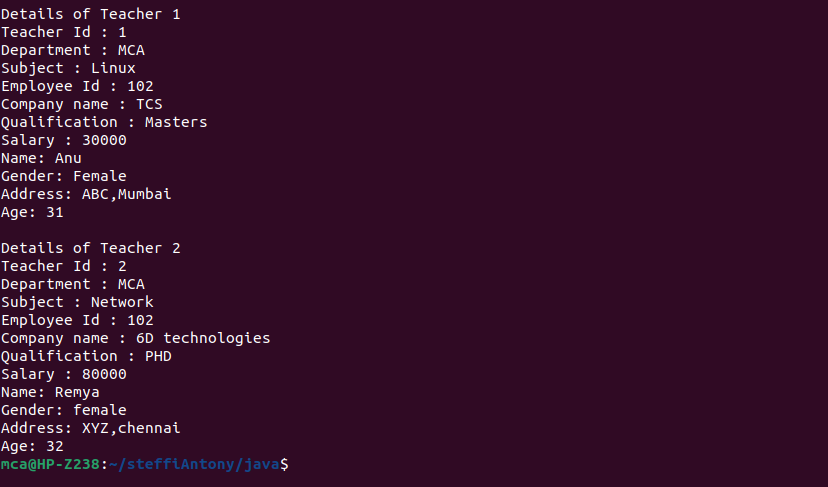 Details of Teacher 1
Teacher Id : 1
Department : MCA
Subject : Linux
Employee Id : 102
Company name : TCS
Qualification : Masters
Salary : 30000
Name: Anu
Gender: Female
Address: ABC,Mumbai
Age: 31
Details of Teacher 2
Teacher Id : 2
Department : MCA
Subject : Network
Employee Id : 102
Company name : 6D technologies
Qualification : PHD
Salary : 80000
Name: Remya
Gender: female
Address: XYZ,chennai
Age: 32
mca@HP-Z238:~/steffiAntony/java$